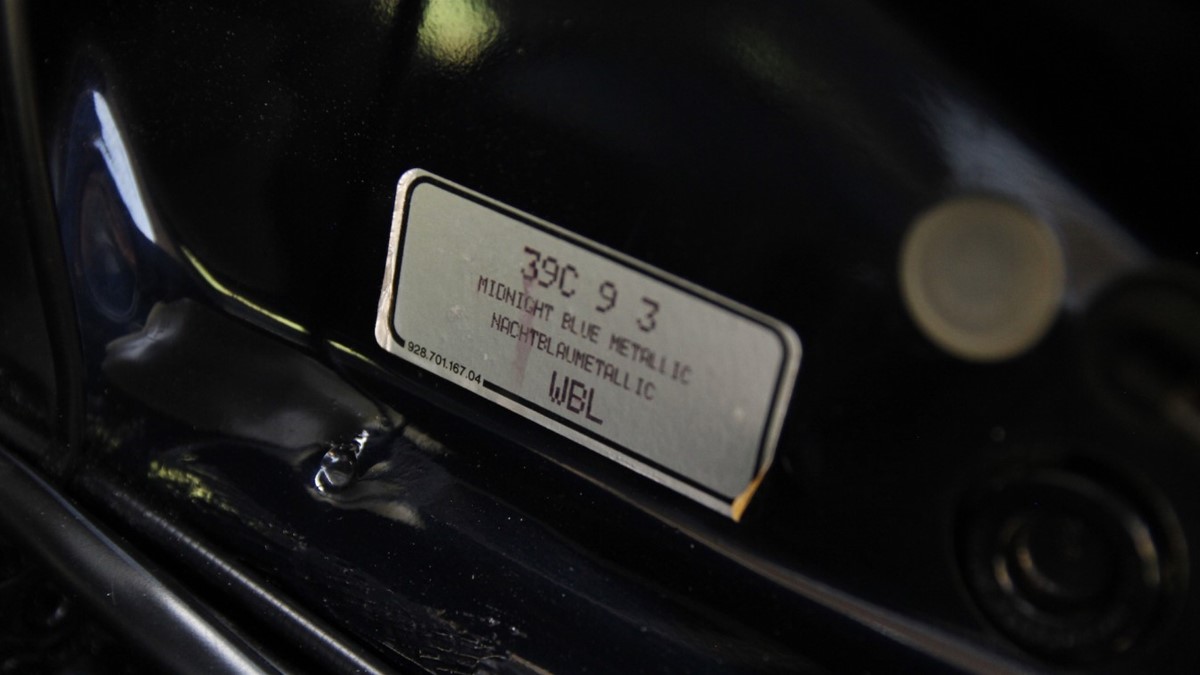 39C 9 3
MIDNIGHT BLUE METALLIC
NACHTBLAUMETALLIC
WBL
928.701.167.04